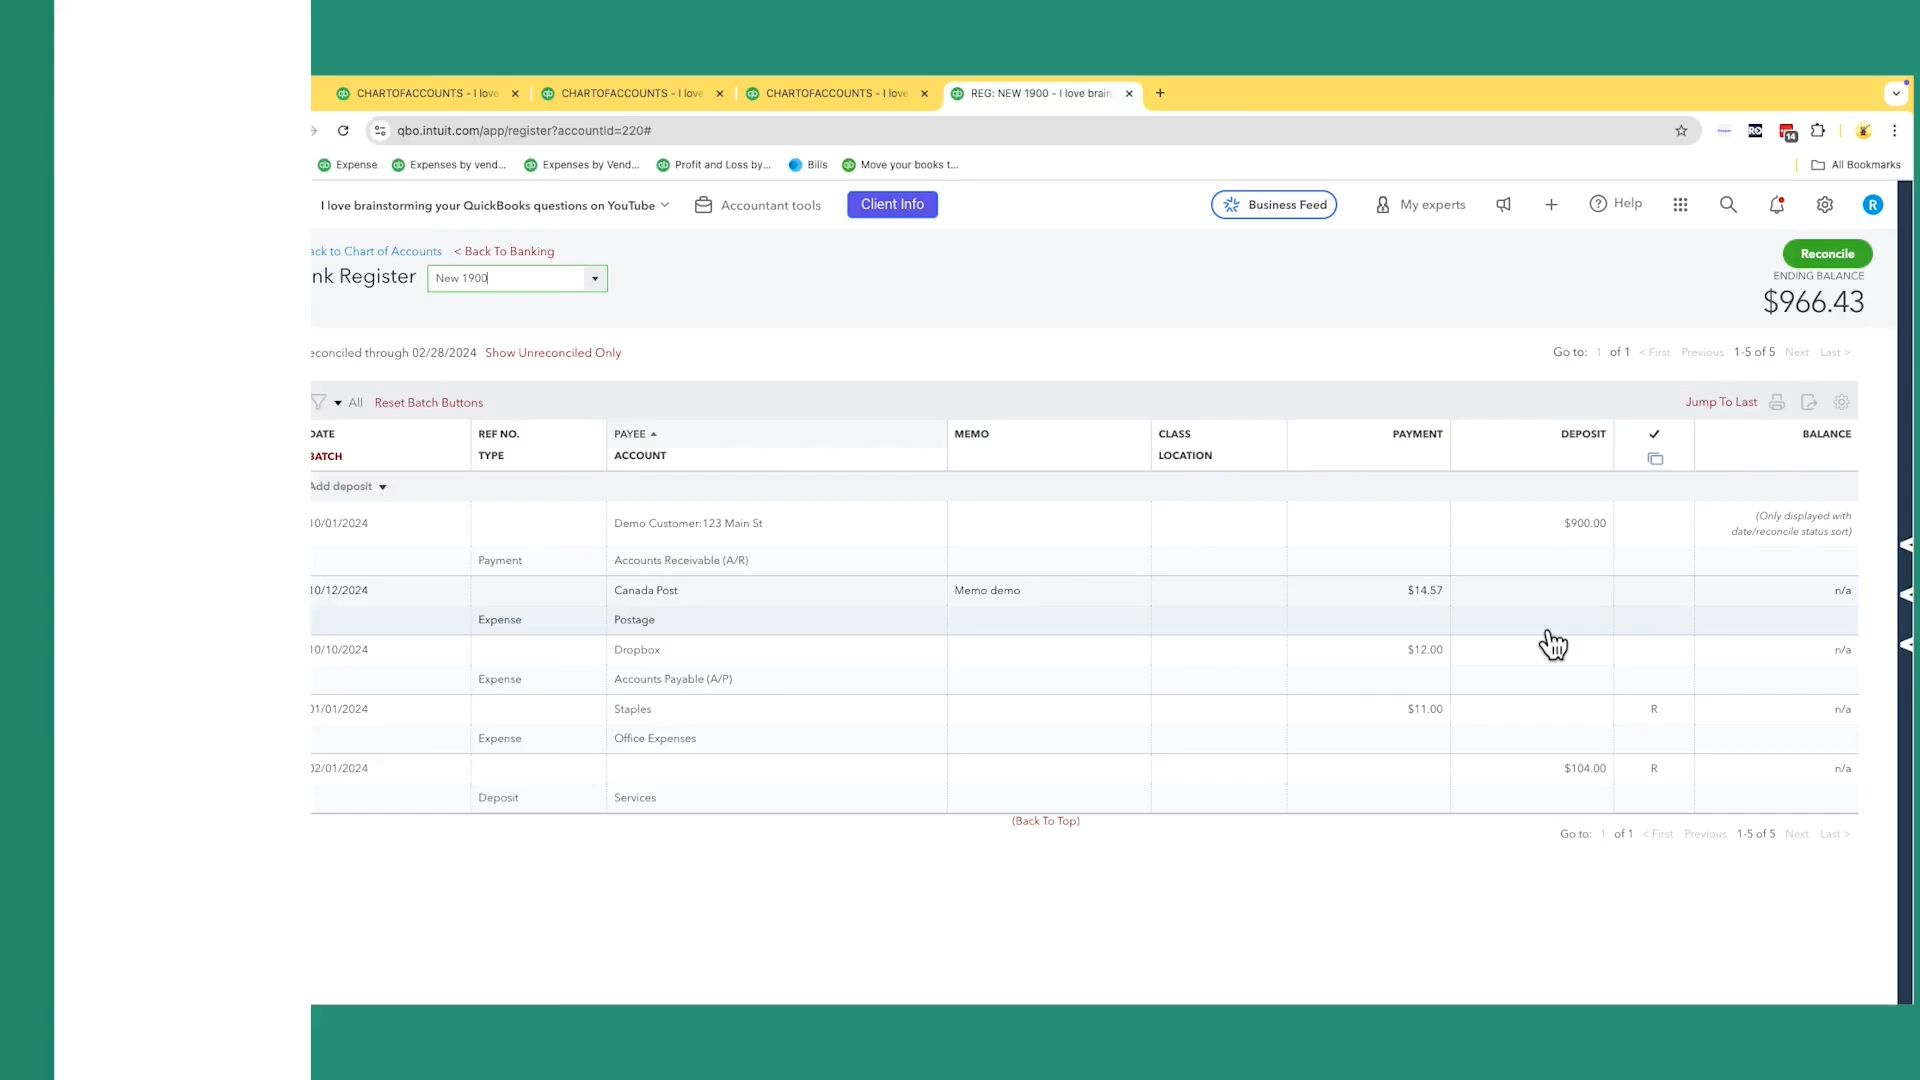 CHARTOFACCOUNTS - I love
CHARTOFACCOUNTS - I love
CHARTOFACCOUNTS - I love
REG: NEW 1900 - I love brain
qbo.intuit.com/app/register?accountId=220#
14
Expense
Expenses by vend...
Expenses by Vend...
Profit and Loss by...
Bills
Move your books t...
All Bookmarks
I love brainstorming your QuickBooks questions on YouTube
Accountant tools
Client Info
Business Feed
My experts
Help
R
ack to Chart of Accounts
< Back To Banking
Reconcile
nk Register
New 1900
ENDING BALANCE
$966.43
econciled through 02/28/2024
Show Unreconciled Only
Go to: 1 of 1 < First Previous 1-5 of 5 Next Last >
All
Reset Batch Buttons
Jump To Last
DATE REF NO. PAYEE MEMO CLASS PAYMENT DEPOSIT ✓ BALANCE
BATCH TYPE ACCOUNT LOCATION
Add deposit
10/01/2024 Demo Customer:123 Main St $900.00 (Only displayed with
date/reconcile status sort)
Payment Accounts Receivable (A/R)
10/12/2024 Canada Post Memo demo $14.57 n/a
Expense Postage
10/10/2024 Dropbox $12.00 n/a
Expense Accounts Payable (A/P)
01/01/2024 Staples $11.00 R n/a
Expense Office Expenses
02/01/2024 $104.00 R n/a
Deposit Services
(Back To Top)
Go to: 1 of 1 < First Previous 1-5 of 5 Next Last >